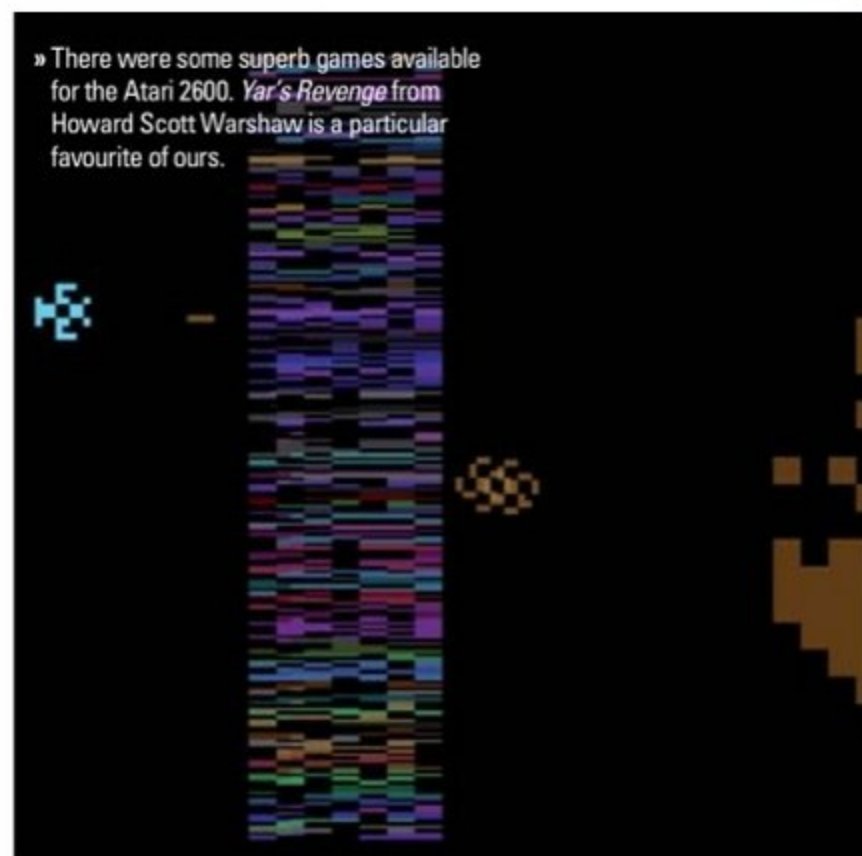 » There were some superb games available
for the Atari 2600. Yar's Revenge from
Howard Scott Warshaw is a particular
favourite of ours.